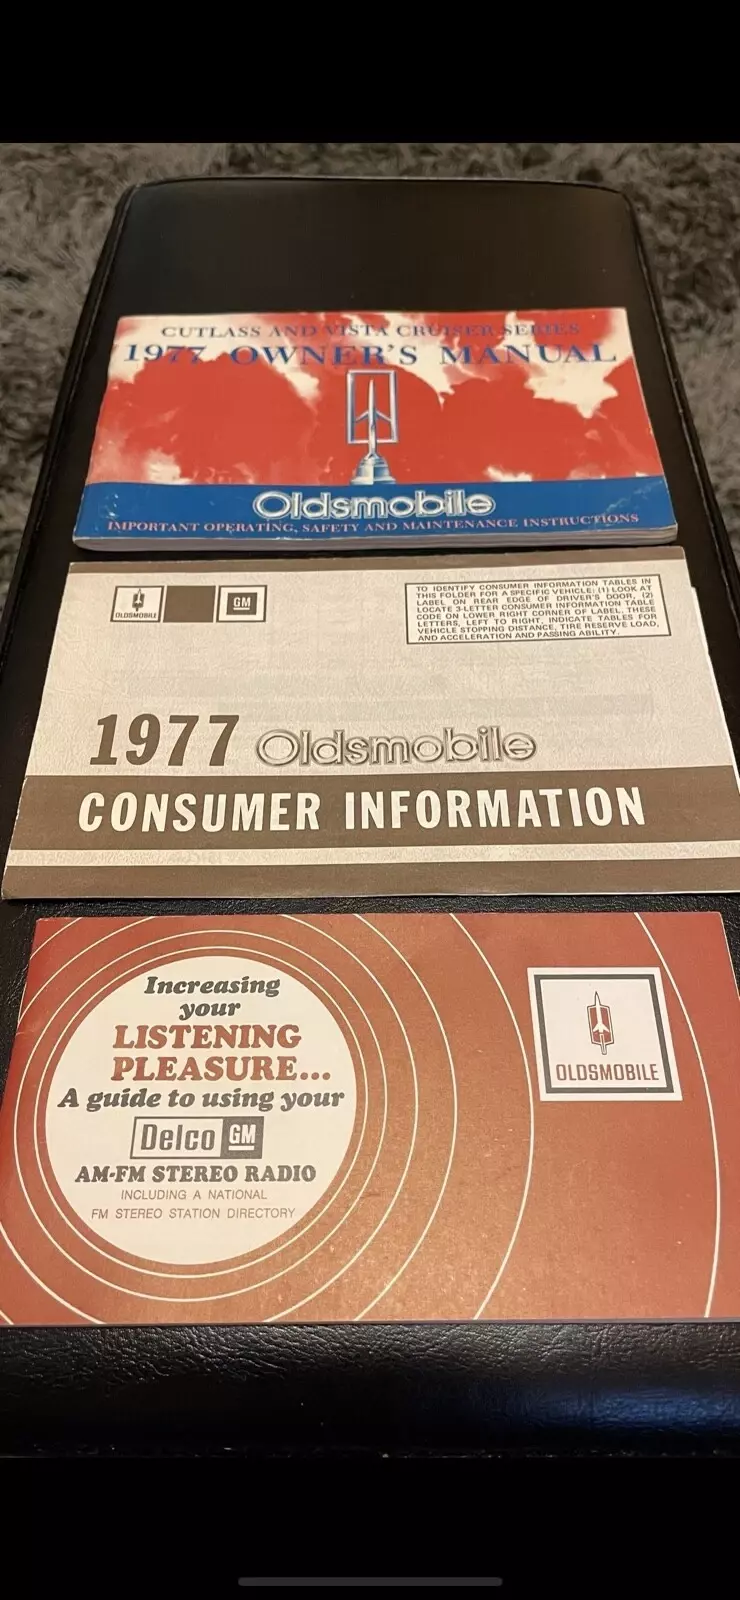 CUTLASS AND VISTA CRUISER SERIES
1977 OWNER'S MANUAL
Oldsmobile
IMPORTANT OPERATING, SAFETY AND MAINTENANCE INSTRUCTIONS
OLDSMOBILE
GM
TO IDENTIFY CONSUMER INFORMATION TABLES IN
THIS FOLDER FOR A SPECIFIC VEHICLE: (1) LOOK AT
LABEL ON REAR EDGE OF DRIVER'S DOOR, (2)
LOCATE 3-LETTER CONSUMER INFORMATION TABLE
CODE ON LOWER RIGHT CORNER OF LABEL. THESE
LETTERS, LEFT TO RIGHT, INDICATE TABLES FOR
VEHICLE STOPPING DISTANCE, TIRE RESERVE LOAD,
AND ACCELERATION AND PASSING ABILITY.
1977 Oldsmobile
CONSUMER INFORMATION
Increasing
your
LISTENING
PLEASURE...
A guide to using your
Delco GM
AM-FM STEREO RADIO
INCLUDING A NATIONAL
FM STEREO STATION DIRECTORY
OLDSMOBILE